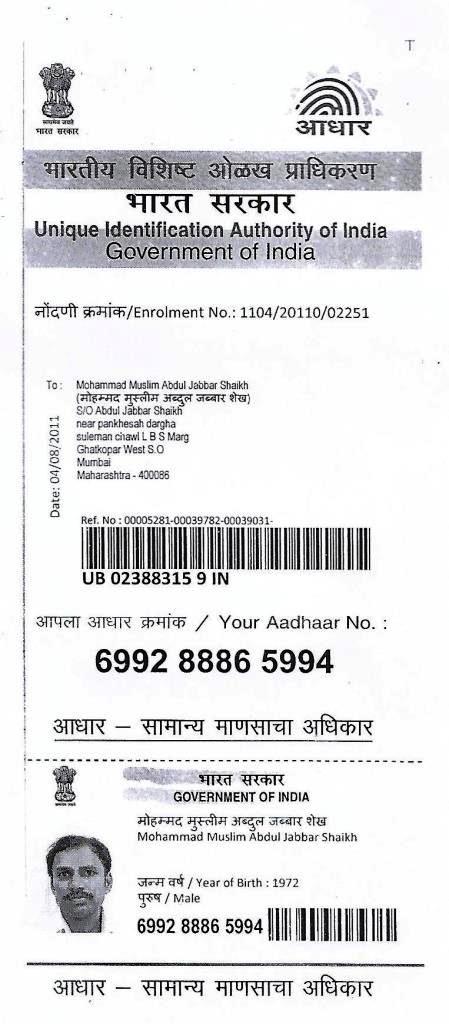 T
सत्यमेव जयते
भारत सरकार
आधार
भारतीय विशिष्ट ओळख प्राधिकरण
भारत सरकार
Unique Identification Authority of India
Government of India
नोंदणी क्रमांक/Enrolment No.: 1104/20110/02251
To : Mohammad Muslim Abdul Jabbar Shaikh
(मोहम्मद मुस्लीम अब्दुल जब्बार शेख)
S/O Abdul Jabbar Shaikh
near pankhesah dargha
suleman chawl L B S Marg
Ghatkopar West S.O
Mumbai
Maharashtra - 400086
Date: 04/08/2011
Ref. No : 00005281-00039782-00039031-
UB 02388315 9 IN
आपला आधार क्रमांक / Your Aadhaar No. :
6992 8886 5994
आधार – सामान्य माणसाचा अधिकार
भारत सरकार
GOVERNMENT OF INDIA
मोहम्मद मुस्लीम अब्दुल जब्बार शेख
Mohammad Muslim Abdul Jabbar Shaikh
जन्म वर्ष / Year of Birth : 1972
पुरुष / Male
6992 8886 5994
आधार – सामान्य माणसाचा अधिकार